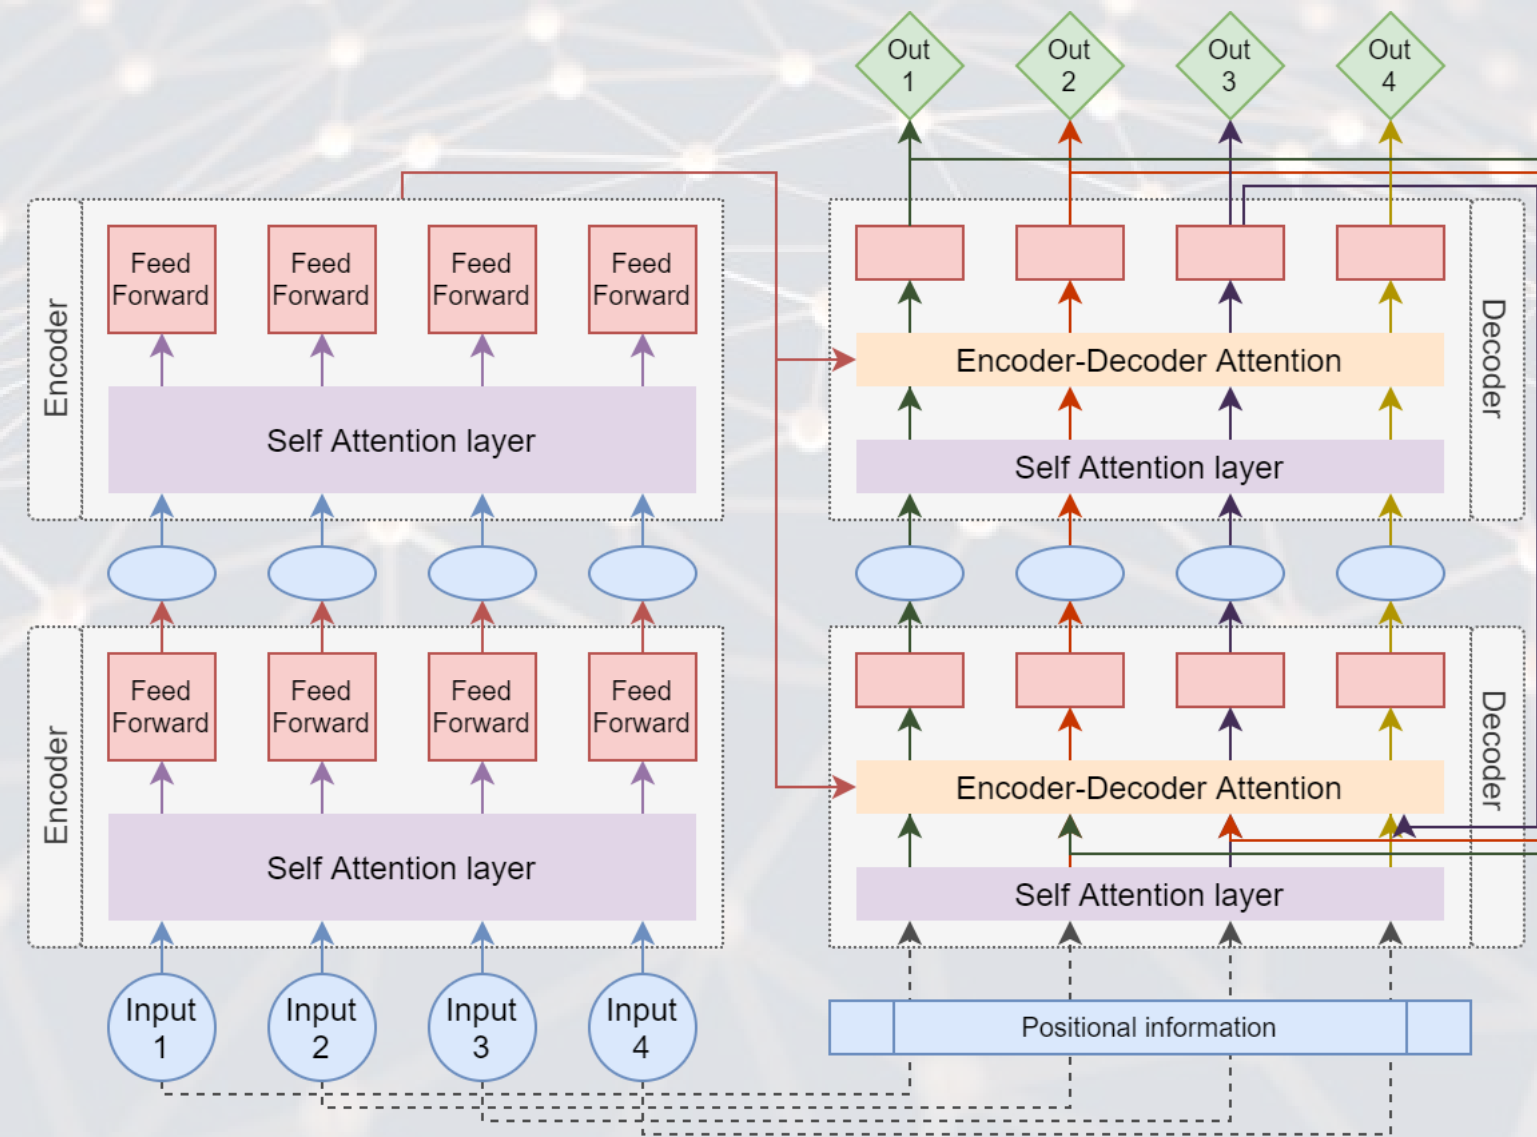 Out
1
Out
2
Out
3
Out
4
Encoder
Feed
Forward
Feed
Forward
Feed
Forward
Feed
Forward
Self Attention layer
Encoder-Decoder Attention
Self Attention layer
Decoder
Encoder
Feed
Forward
Feed
Forward
Feed
Forward
Feed
Forward
Self Attention layer
Encoder-Decoder Attention
Self Attention layer
Decoder
Input
1
Input
2
Input
3
Input
4
Positional information